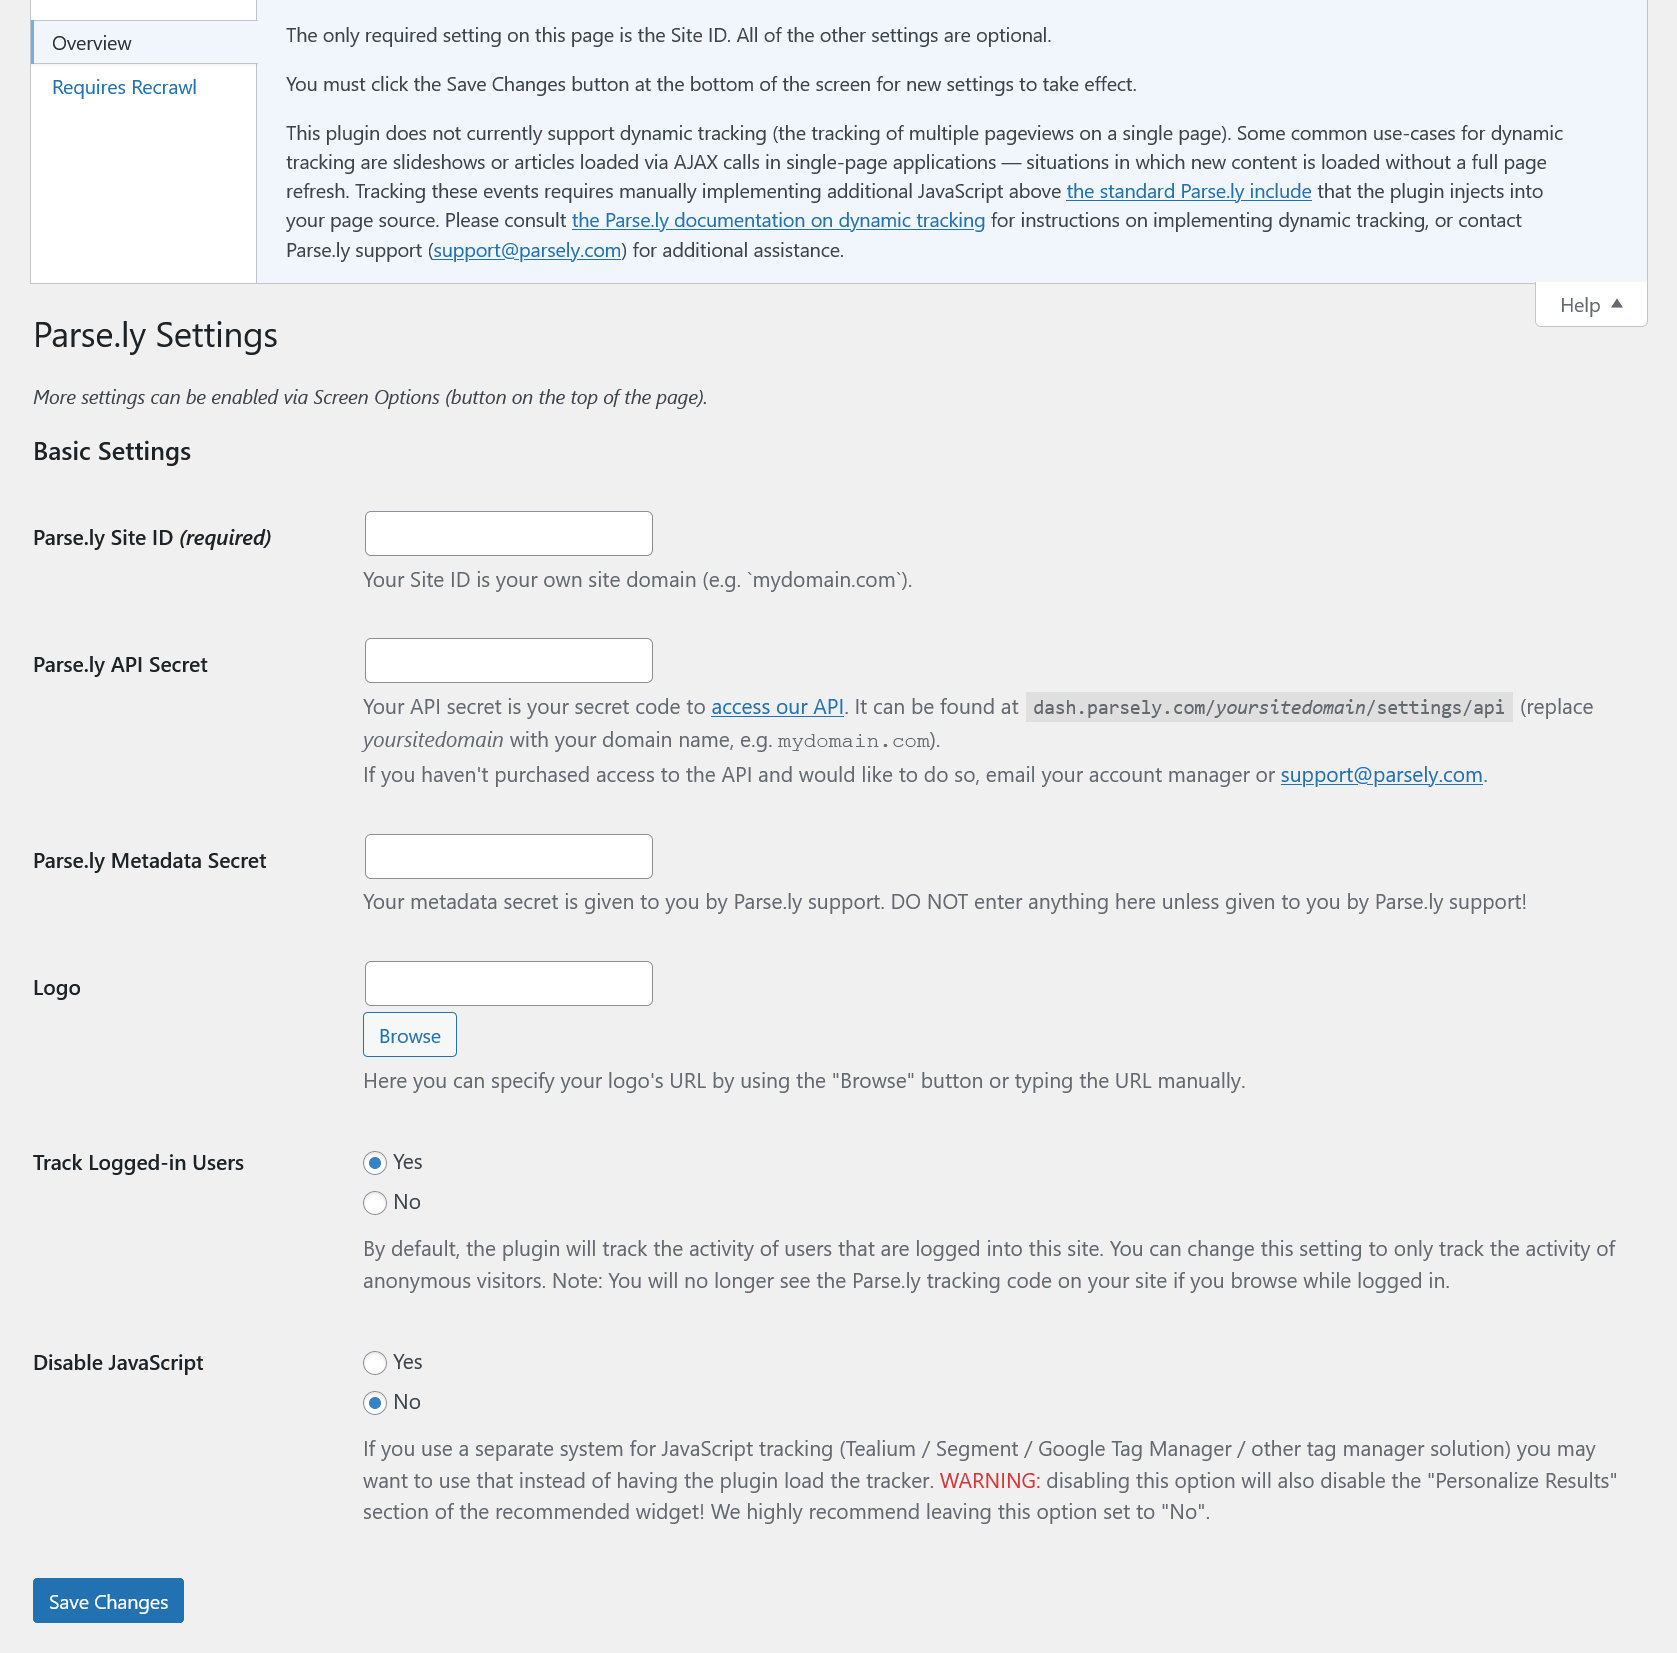 Overview
Requires Recrawl
The only required setting on this page is the Site ID. All of the other settings are optional.
You must click the Save Changes button at the bottom of the screen for new settings to take effect.
This plugin does not currently support dynamic tracking (the tracking of multiple pageviews on a single page). Some common use-cases for dynamic
tracking are slideshows or articles loaded via AJAX calls in single-page applications — situations in which new content is loaded without a full page
refresh. Tracking these events requires manually implementing additional JavaScript above the standard Parse.ly include that the plugin injects into
your page source. Please consult the Parse.ly documentation on dynamic tracking for instructions on implementing dynamic tracking, or contact
Parse.ly support (support@parsely.com) for additional assistance.
Help
Parse.ly Settings
More settings can be enabled via Screen Options (button on the top of the page).
Basic Settings
Parse.ly Site ID (required)
Your Site ID is your own site domain (e.g. `mydomain.com`).
Parse.ly API Secret
Your API secret is your secret code to access our API. It can be found at dash.parsely.com/yoursitedomain/settings/api (replace
yoursitedomain with your domain name, e.g. mydomain.com).
If you haven't purchased access to the API and would like to do so, email your account manager or support@parsely.com.
Parse.ly Metadata Secret
Your metadata secret is given to you by Parse.ly support. DO NOT enter anything here unless given to you by Parse.ly support!
Logo
Browse
Here you can specify your logo's URL by using the "Browse" button or typing the URL manually.
Track Logged-in Users
Yes
No
By default, the plugin will track the activity of users that are logged into this site. You can change this setting to only track the activity of
anonymous visitors. Note: You will no longer see the Parse.ly tracking code on your site if you browse while logged in.
Disable JavaScript
Yes
No
If you use a separate system for JavaScript tracking (Tealium / Segment / Google Tag Manager / other tag manager solution) you may
want to use that instead of having the plugin load the tracker. WARNING: disabling this option will also disable the "Personalize Results"
section of the recommended widget! We highly recommend leaving this option set to "No".
Save Changes